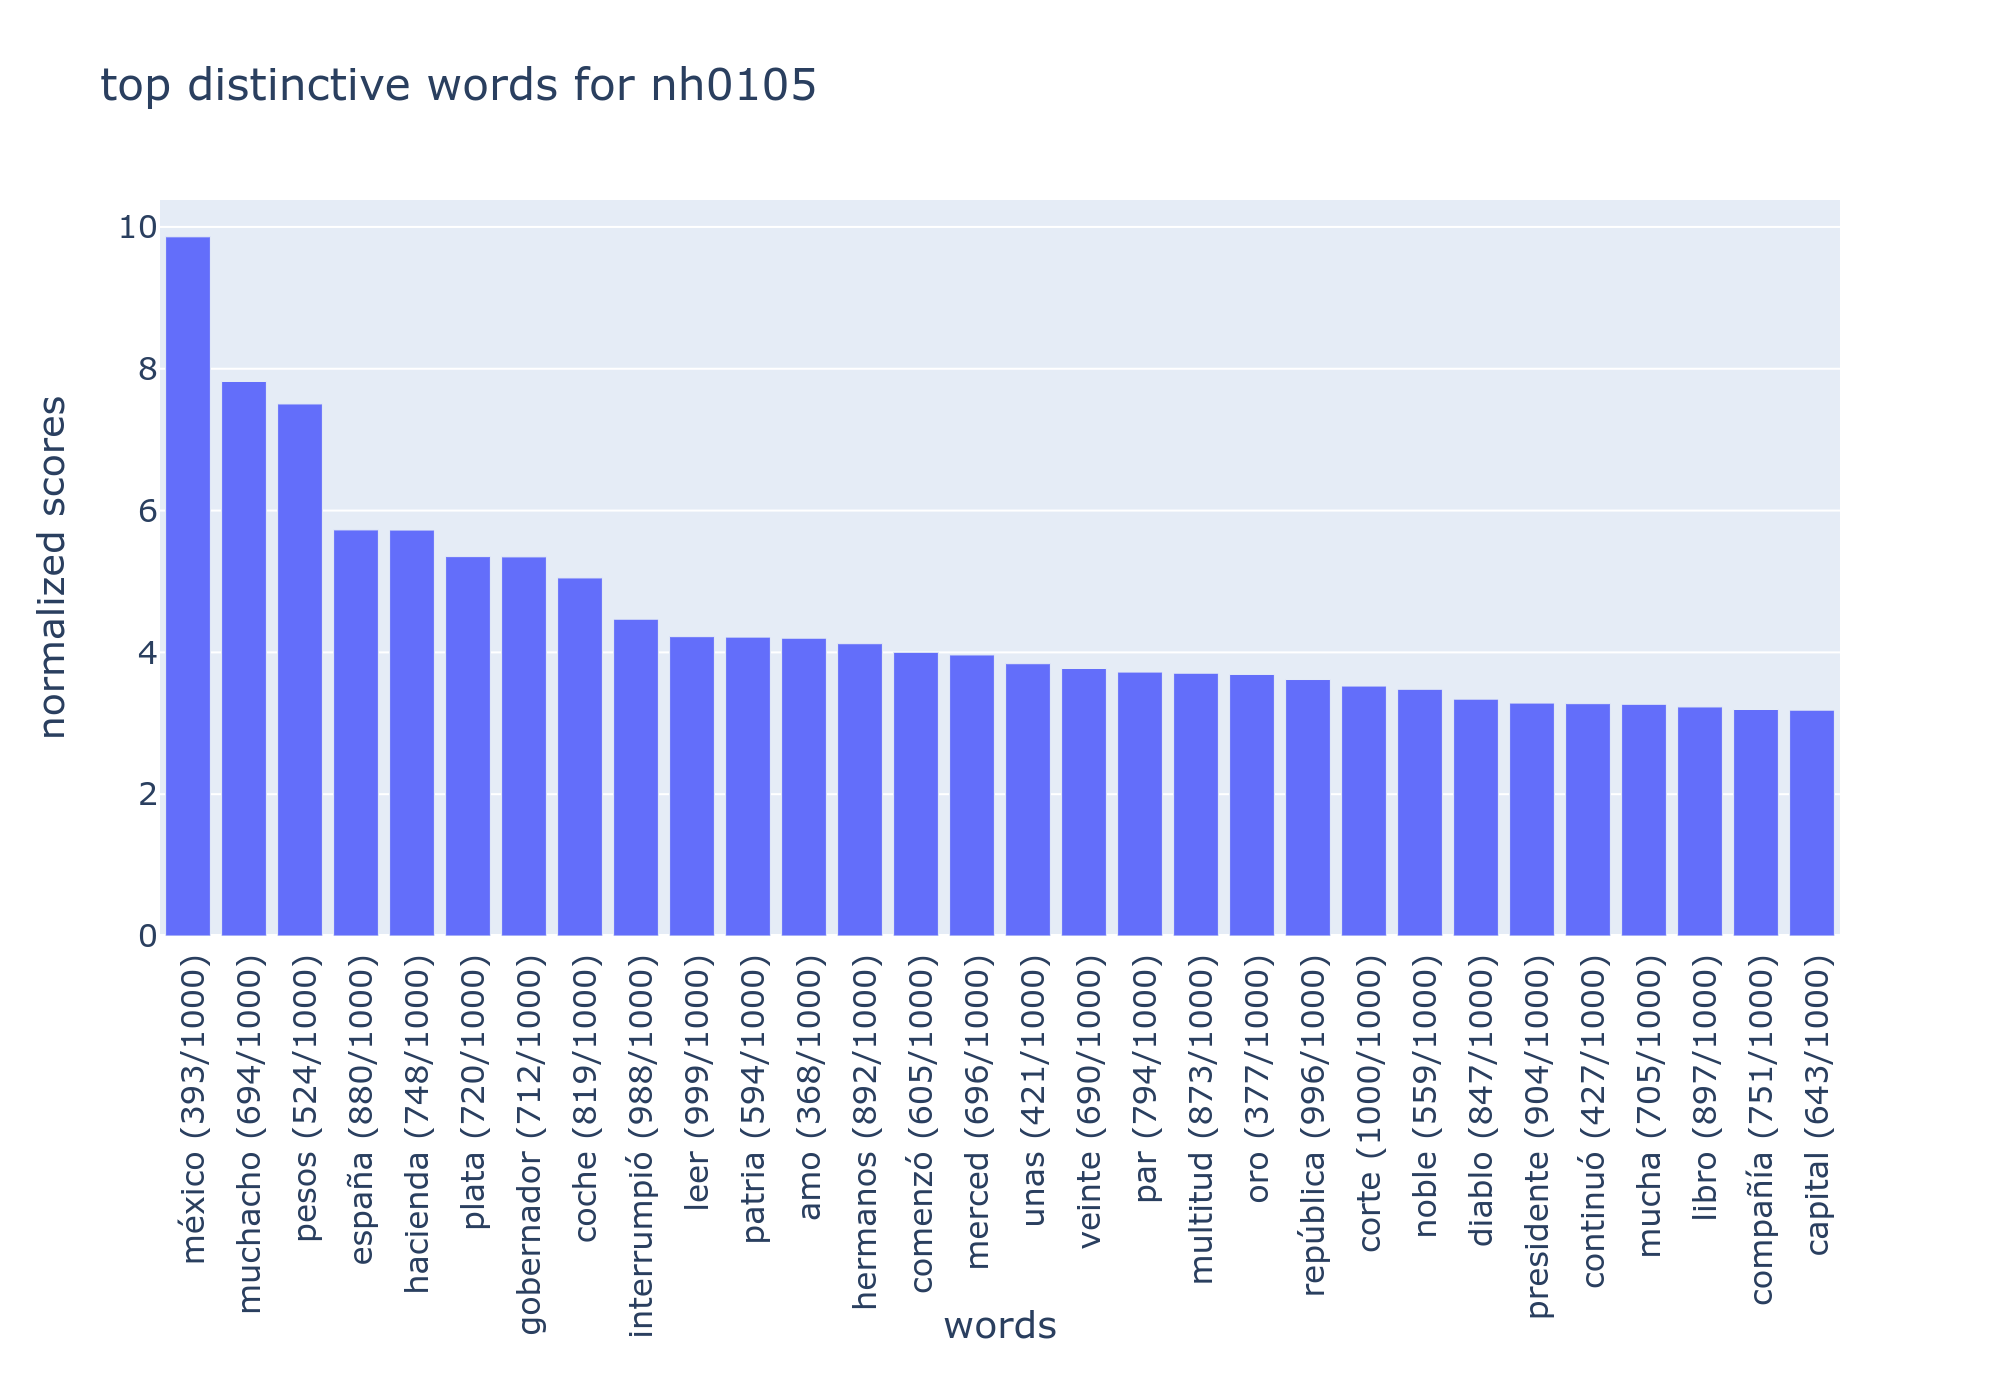 top distinctive words for nh0105
normalized scores
10
8
6
4
2
0
méxico (393/1000)
muchacho (694/1000)
pesos (524/1000)
españa (880/1000)
hacienda (748/1000)
plata (720/1000)
gobernador (712/1000)
coche (819/1000)
interrumpió (988/1000)
leer (999/1000)
patria (594/1000)
amo (368/1000)
hermanos (892/1000)
comenzó (605/1000)
merced (696/1000)
unas (421/1000)
veinte (690/1000)
par (794/1000)
multitud (873/1000)
oro (377/1000)
república (996/1000)
corte (1000/1000)
noble (559/1000)
diablo (847/1000)
presidente (904/1000)
continuó (427/1000)
mucha (705/1000)
libro (897/1000)
compañía (751/1000)
capital (643/1000)
words